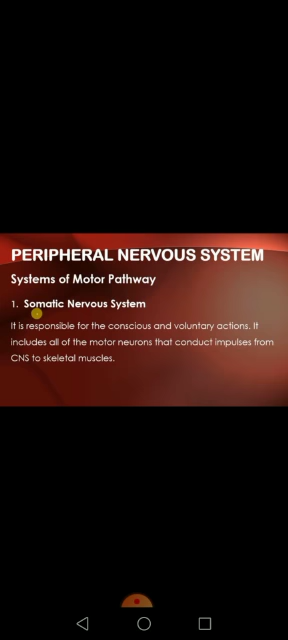 PERIPHERAL NERVOUS SYSTEM
Systems of Motor Pathway
1. Somatic Nervous System
It is responsible for the conscious and voluntary actions. It
includes all of the motor neurons that conduct impulses from
CNS to skeletal muscles.